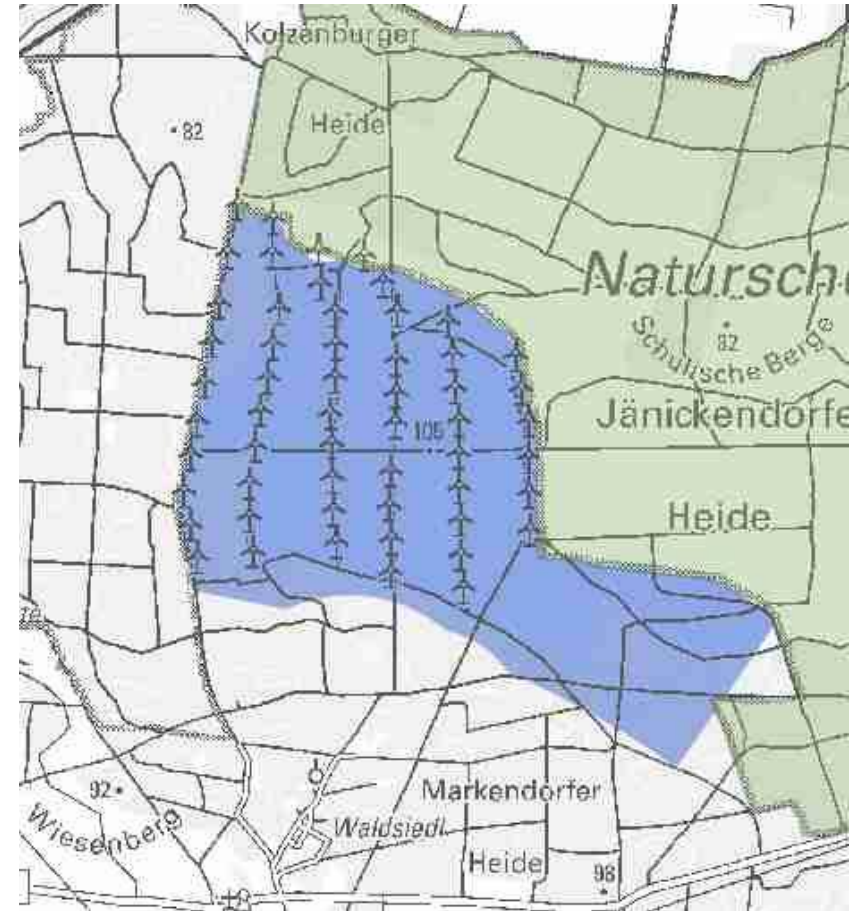 Kolzenburger
Heide
82
Natursch
82
Schulische Berge
Jänickendorfe
105
Heide
92
Wiesenberg
Markendorfer
Waldsiedl.
Heide
98